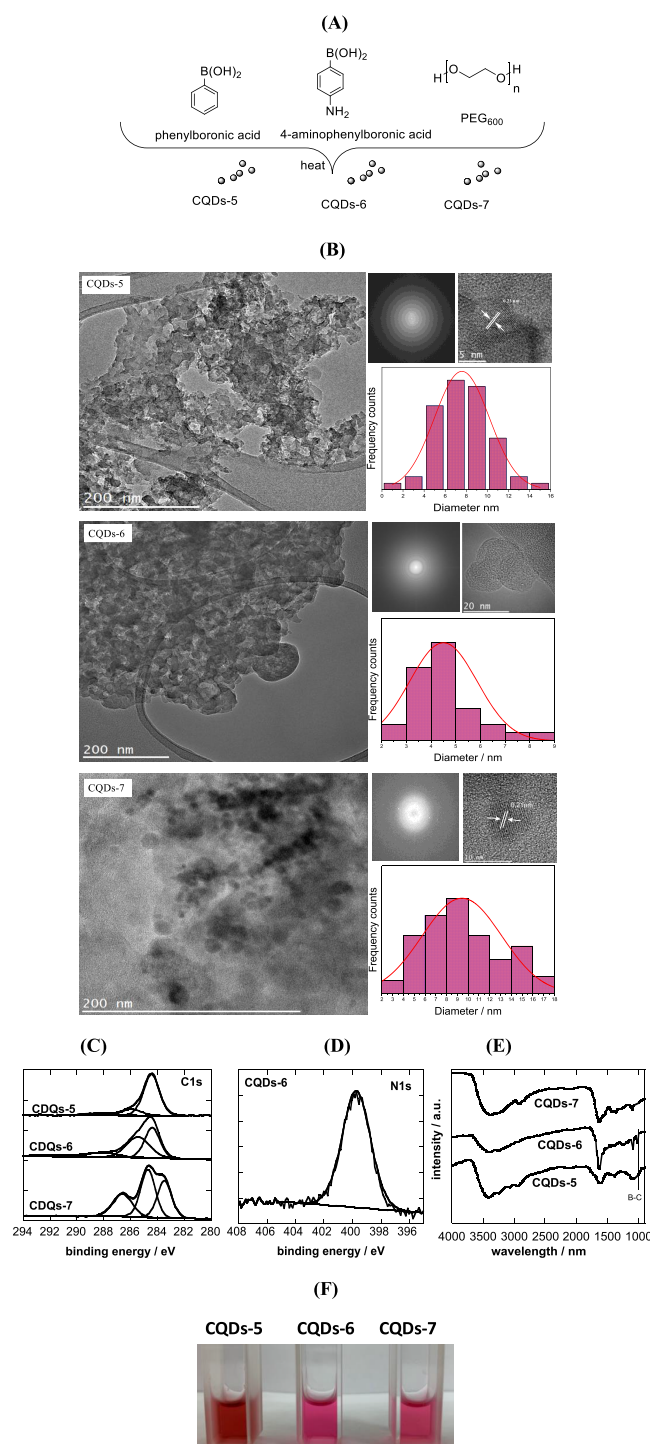 (A)
B(OH)2
B(OH)2
H
O
O
H
n
NH2
phenylboronic acid
4-aminophenylboronic acid
PEG600
heat
CQDs-5
CQDs-6
CQDs-7
(B)
CQDs-5
200 nm
0.21nm
5 nm
Frequency counts
0 2 4 6 8 10 12 14 16
Diameter nm
CQDs-6
200 nm
20 nm
Frequency counts
2 3 4 5 6 7 8 9
Diameter / nm
CQDs-7
200 nm
0.21nm
Frequency counts
2 3 4 5 6 7 8 9 10 11 12 13 14 15 16 17 18
Diameter / nm
(C)
(D)
(E)
C1s
CDQs-5
CDQs-6
CDQs-7
294 292 290 288 286 284 282 280
binding energy / eV
CQDs-6
N1s
408 406 404 402 400 398 396
binding energy / eV
intensity / a.u.
CQDs-7
CQDs-6
CQDs-5
B-C
4000 3500 3000 2500 2000 1500 1000
wavelength / nm
(F)
CQDs-5
CQDs-6
CQDs-7